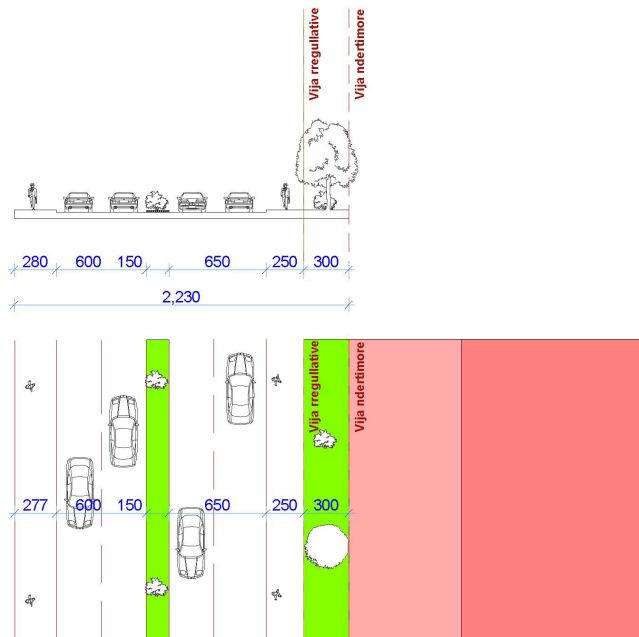 Vija rregullative
Vija ndertimore
280 600 150 650 250 300
2,230
Vija rregullative
Vija ndertimore
277 600 150 650 250 300